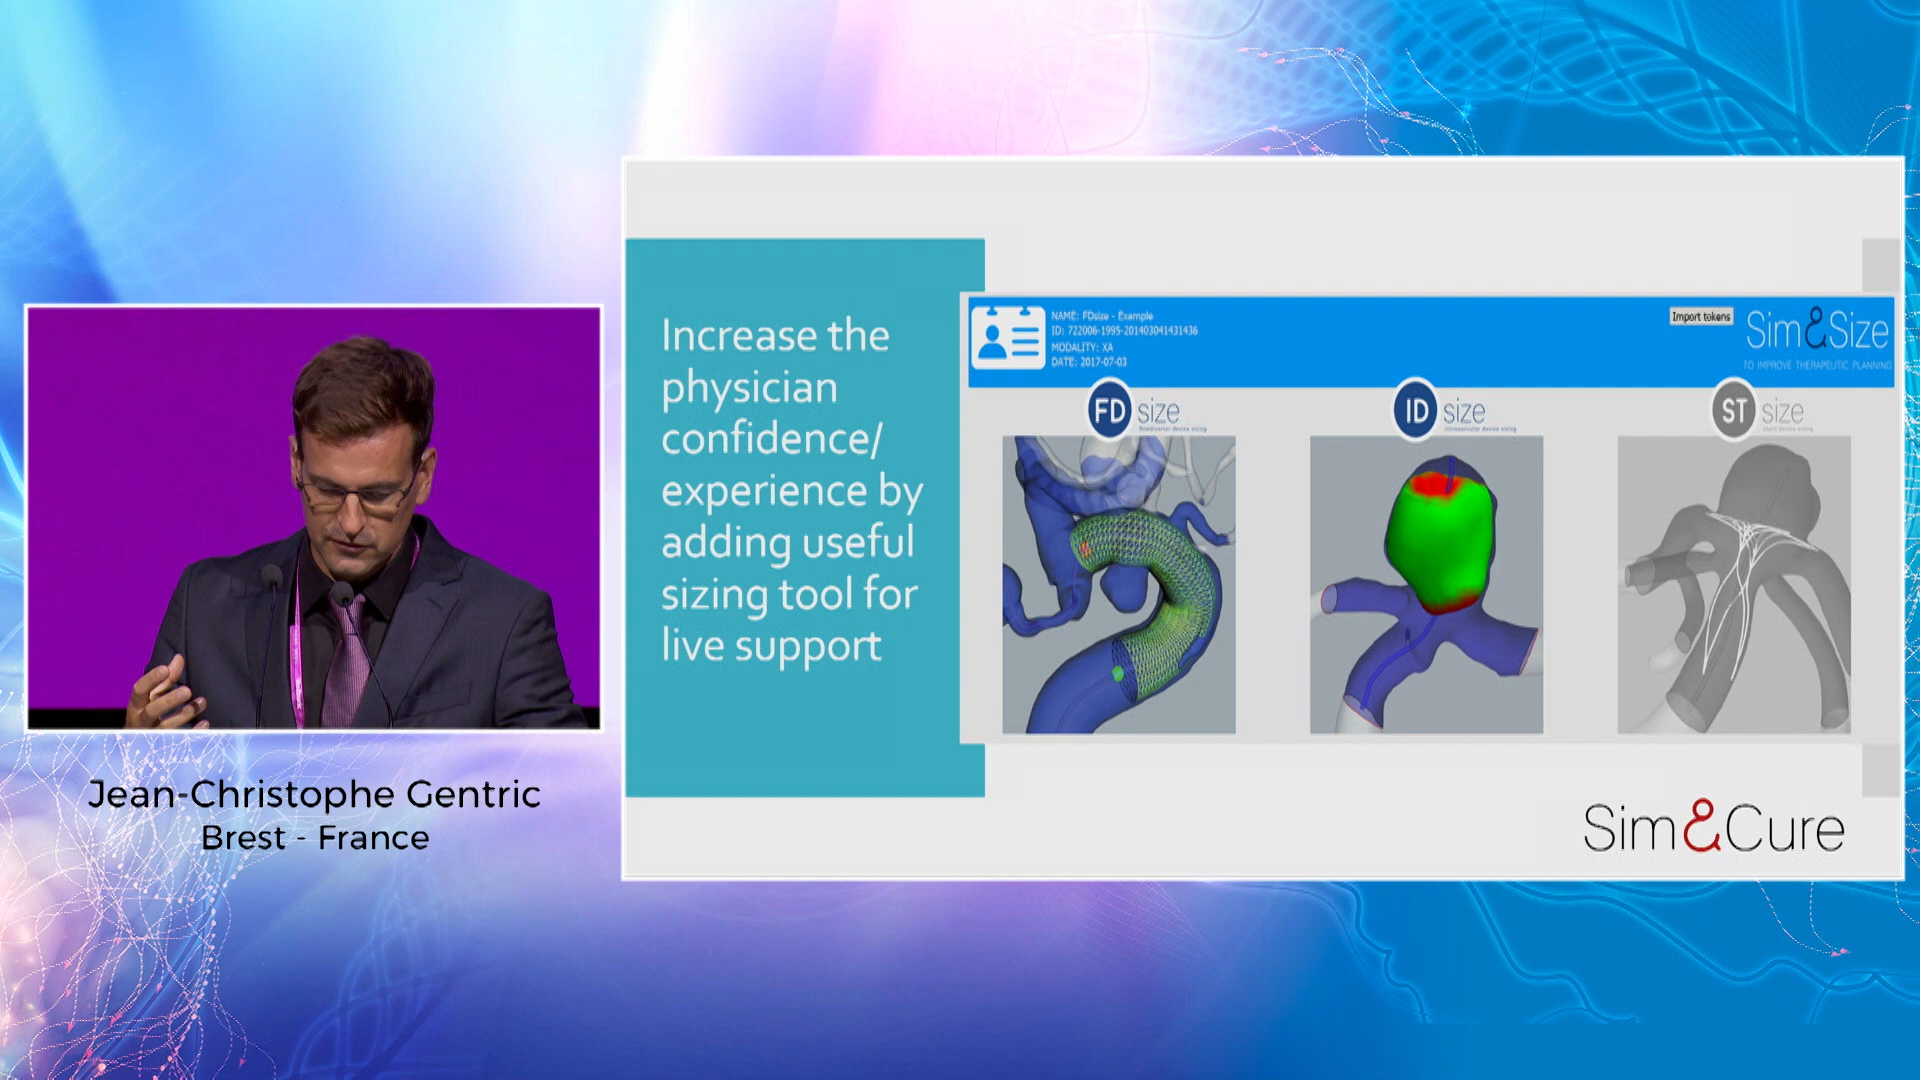 Increase the
physician
confidence/
experience by
adding useful
sizing tool for
live support
NAME: FDsize - Example
ID: 722006-1995-201403041431436
MODALITY: XA
DATE: 2017-07-03
Import tokens
Sim&Size
TO IMPROVE THERAPEUTIC PLANNING
FD size
ID size
ST size
Sim&Cure
Jean-Christophe Gentric
Brest - France